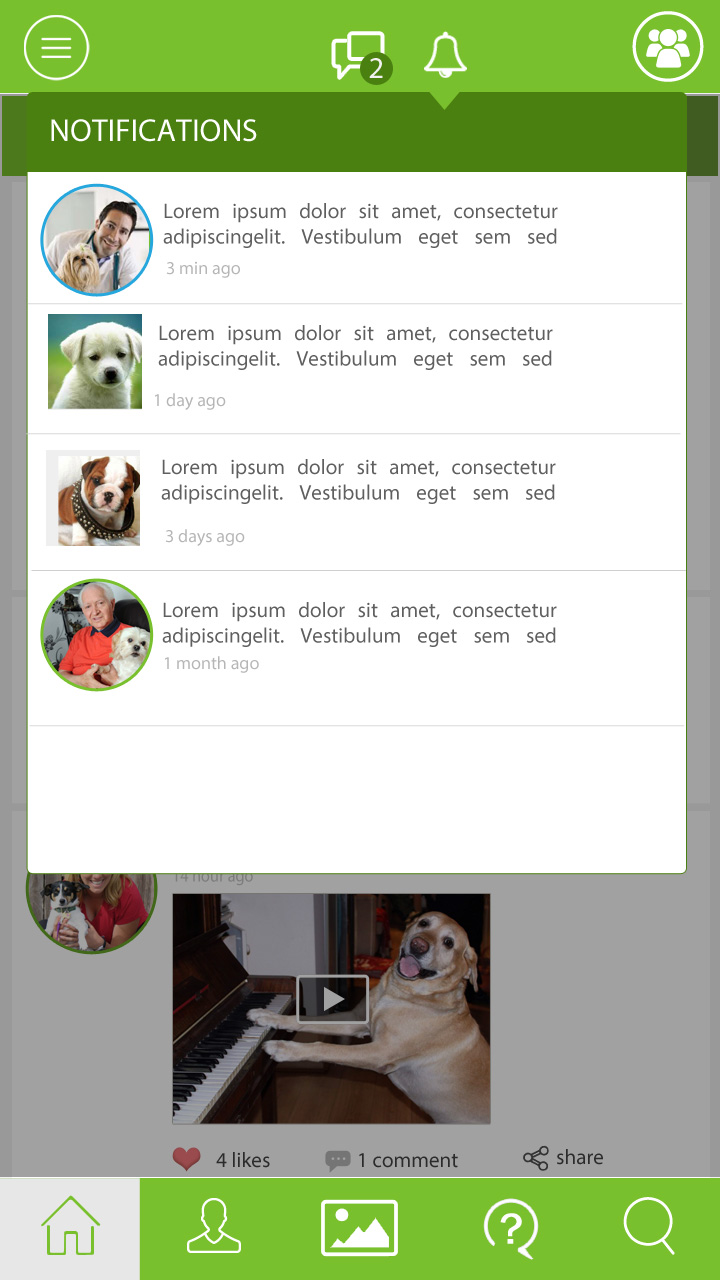 2
NOTIFICATIONS
Lorem ipsum dolor sit amet, consectetur
adipiscingelit. Vestibulum eget sem sed
3 min ago
Lorem ipsum dolor sit amet, consectetur
adipiscingelit. Vestibulum eget sem sed
1 day ago
Lorem ipsum dolor sit amet, consectetur
adipiscingelit. Vestibulum eget sem sed
3 days ago
Lorem ipsum dolor sit amet, consectetur
adipiscingelit. Vestibulum eget sem sed
1 month ago
14 hour ago
4 likes 1 comment share
?